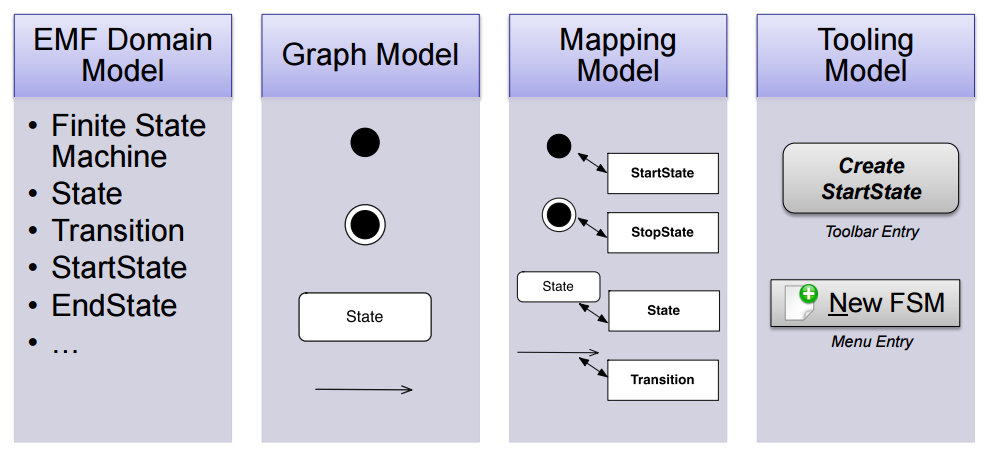 EMF Domain
Model
• Finite State
Machine
• State
• Transition
• StartState
• EndState
• …
Graph Model
State
Mapping
Model
StartState
StopState
State
State
Transition
Tooling
Model
Create
StartState
Toolbar Entry
New FSM
Menu Entry